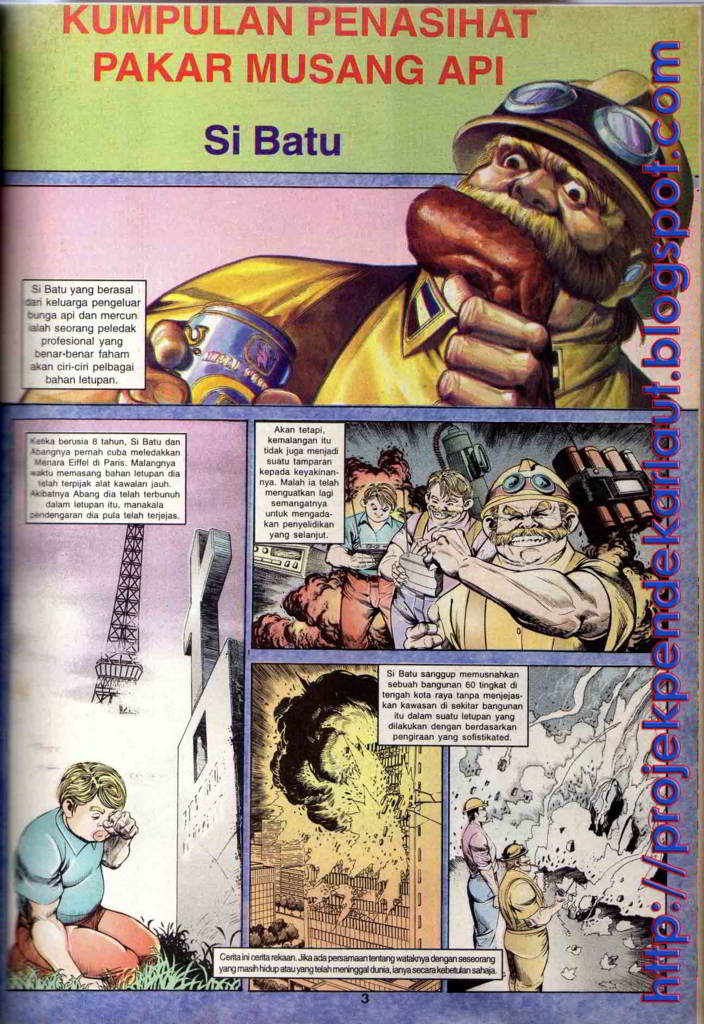 KUMPULAN PENASIHAT
PAKAR MUSANG API
Si Batu
Si Batu yang berasal
dari keluarga pengeluar
bunga api dan mercun
ialah seorang peledak
profesional yang
benar-benar faham
akan ciri-ciri pelbagai
bahan letupan.
Ketika berusia 8 tahun, Si Batu dan
Abangnya pernah cuba meledakkan
Menara Eiffel di Paris. Malangnya
waktu memasang bahan letupan dia
telah terpijak alat kawalan jauh.
Akibatnya Abang dia telah terbunuh
dalam letupan itu, manakala
pendengaran dia pula telah terjejas.
Akan tetapi,
kemalangan itu
tidak juga menjadi
suatu tamparan
kepada keyakinan-
nya. Malah ia telah
menguatkan lagi
semangatnya
untuk mengada-
kan penyelidikan
yang selanjut.
Si Batu sanggup memusnahkan
sebuah bangunan 60 tingkat di
tengah kota raya tanpa menjejas-
kan kawasan di sekitar bangunan
itu dalam suatu letupan yang
dilakukan dengan berdasarkan
pengiraan yang sofistikated.
Cerita ini cerita rekaan. Jika ada persamaan tentang wataknya dengan seseorang
yang masih hidup atau yang telah meninggal dunia, ianya secara kebetulan sahaja.
3
http://projekpendekarlaut.blogspot.com